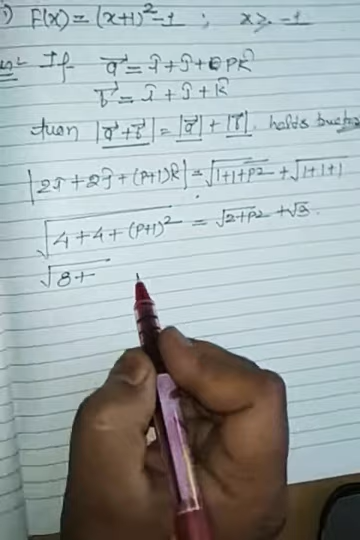 i) F(x) = (x+1)²-1 ; x ≥ -1
If a⃗ = î + ĵ + pk̂
b⃗ = î + ĵ + k̂
then |a⃗+b⃗| = |a⃗| + |b⃗|. holds
|2î + 2ĵ + (p+1)k̂| = √1+1+p2 + √1+1+1
√4+4+(p+1)² = √2+p2 + √3.
√8+